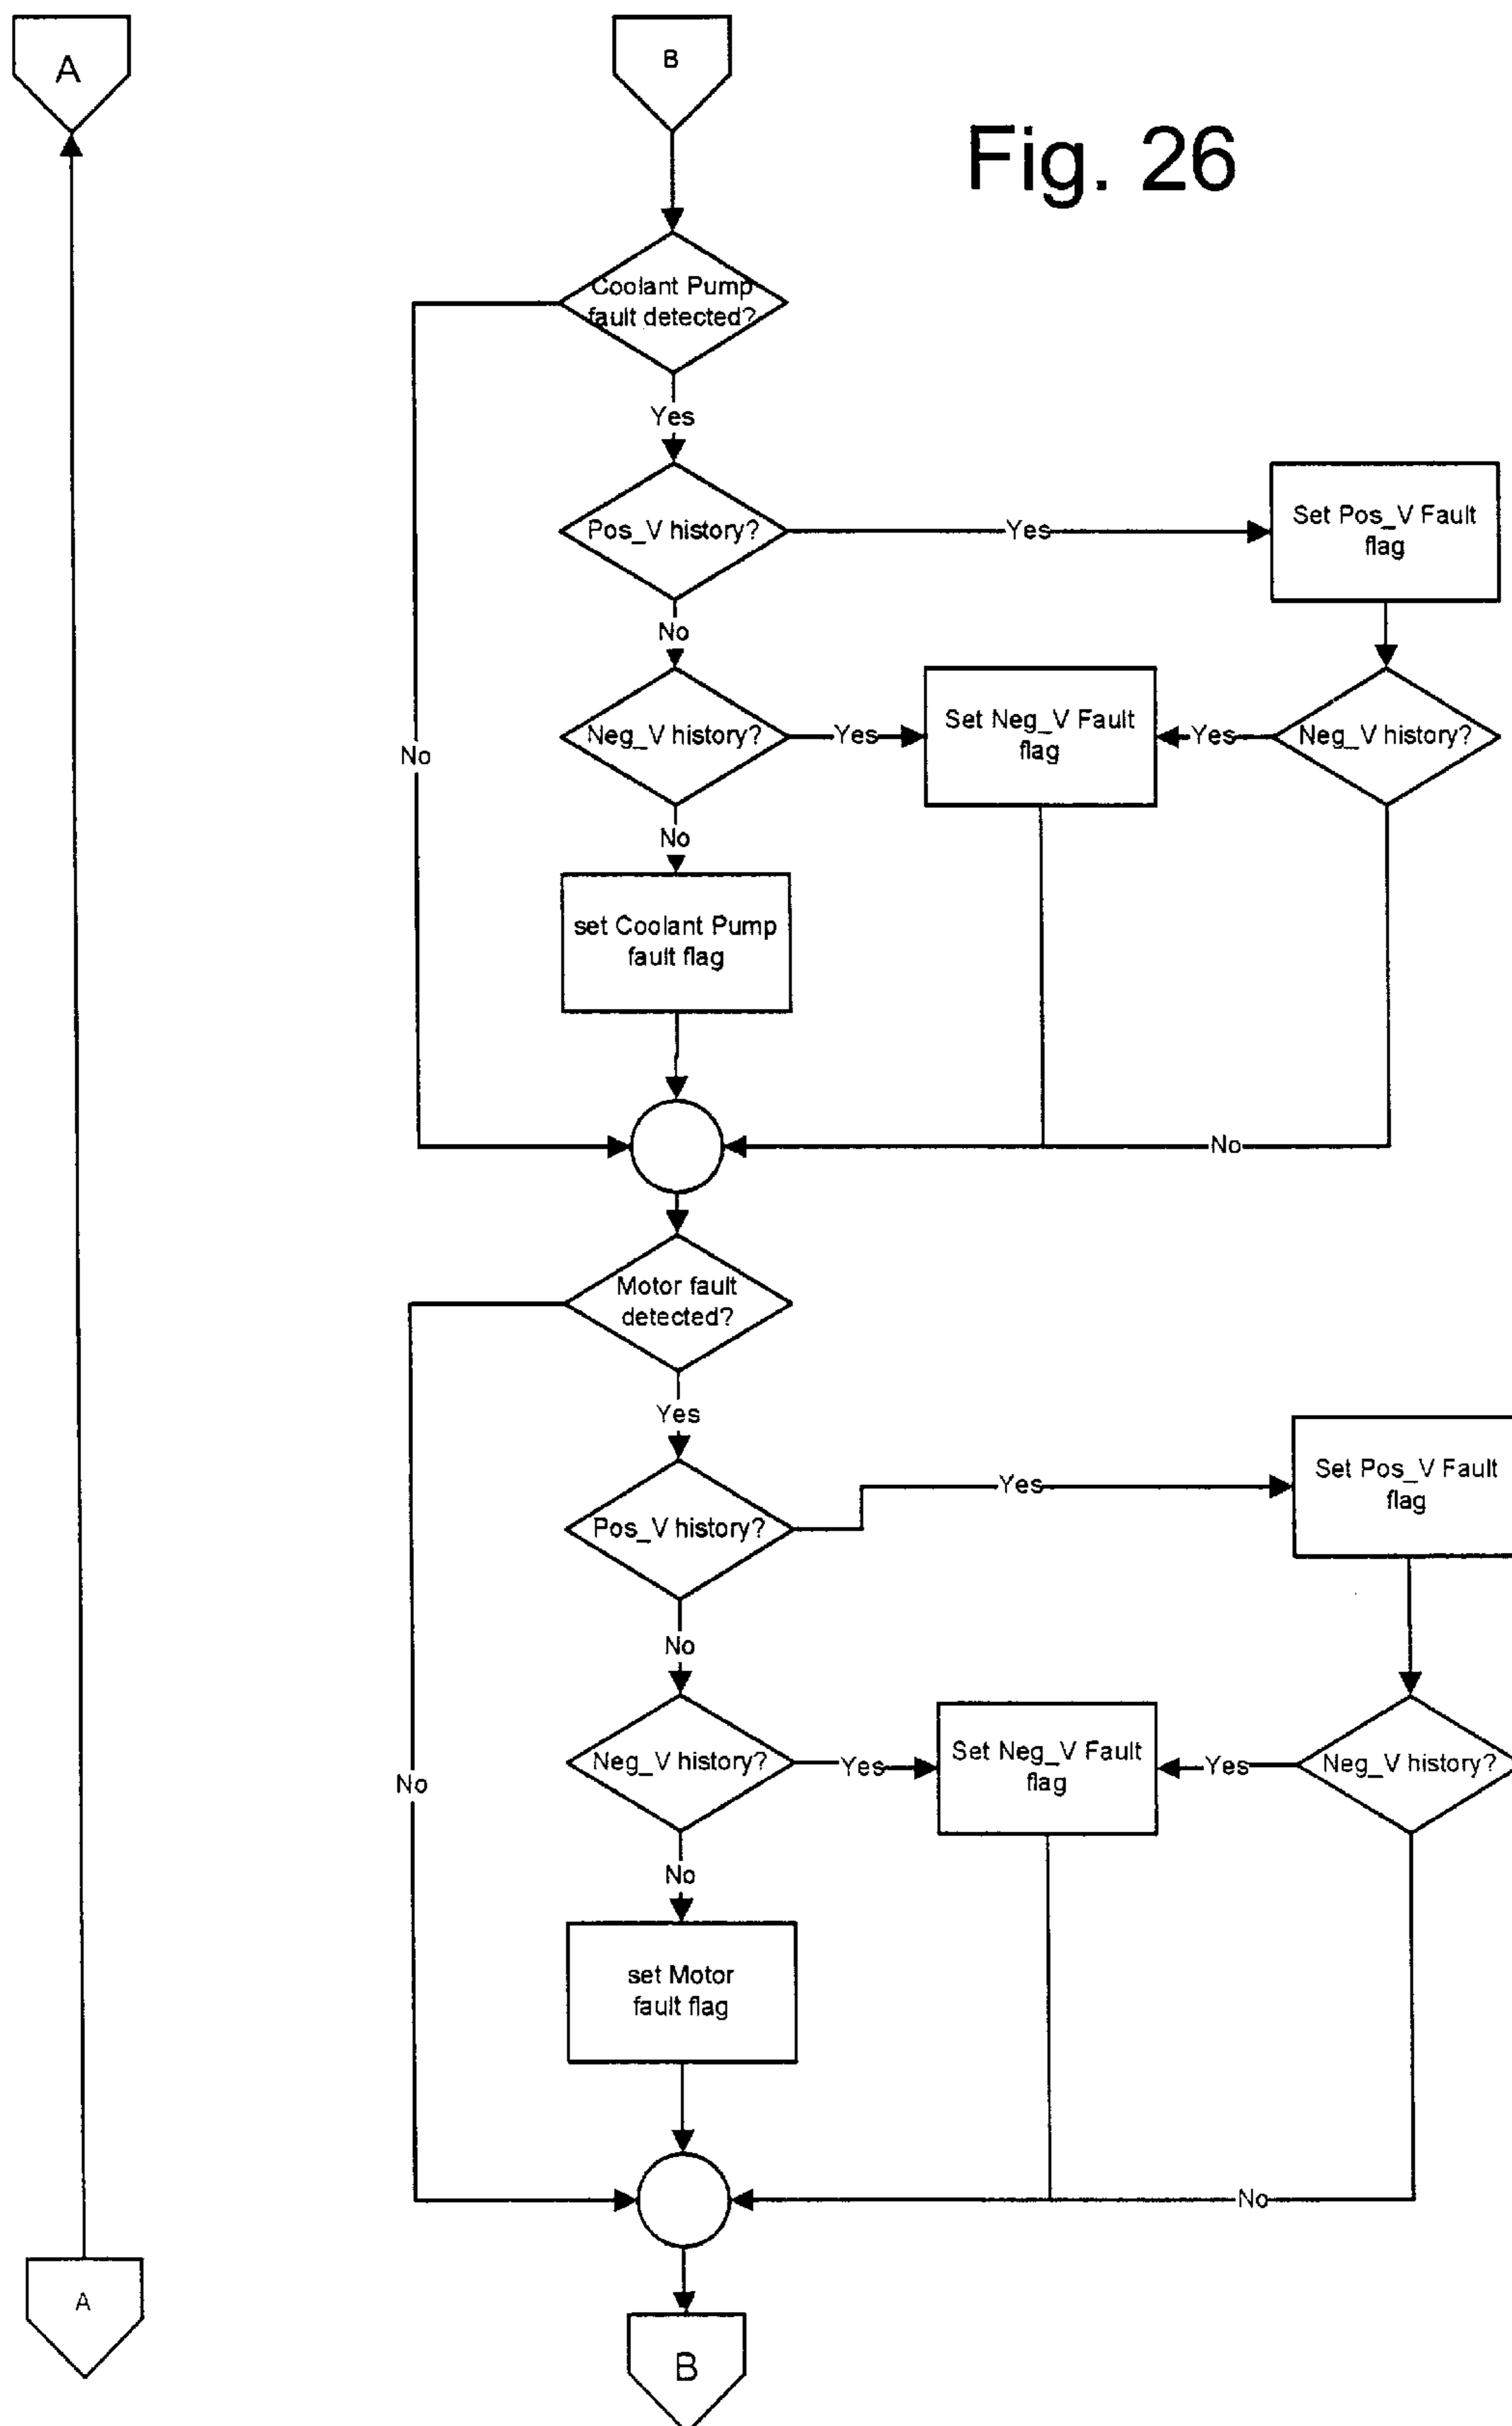 A
B
Fig. 26
Coolant Pump
fault detected?
Yes
Pos_V history?
Yes
Set Pos_V Fault
flag
No
Neg_V history?
Yes
Set Neg_V Fault
flag
Yes
Neg_V history?
No
No
set Coolant Pump
fault flag
No
Motor fault
detected?
Yes
Pos_V history?
Yes
Set Pos_V Fault
flag
No
Neg_V history?
Yes
Set Neg_V Fault
flag
Yes
Neg_V history?
No
No
set Motor
fault flag
No
A
B